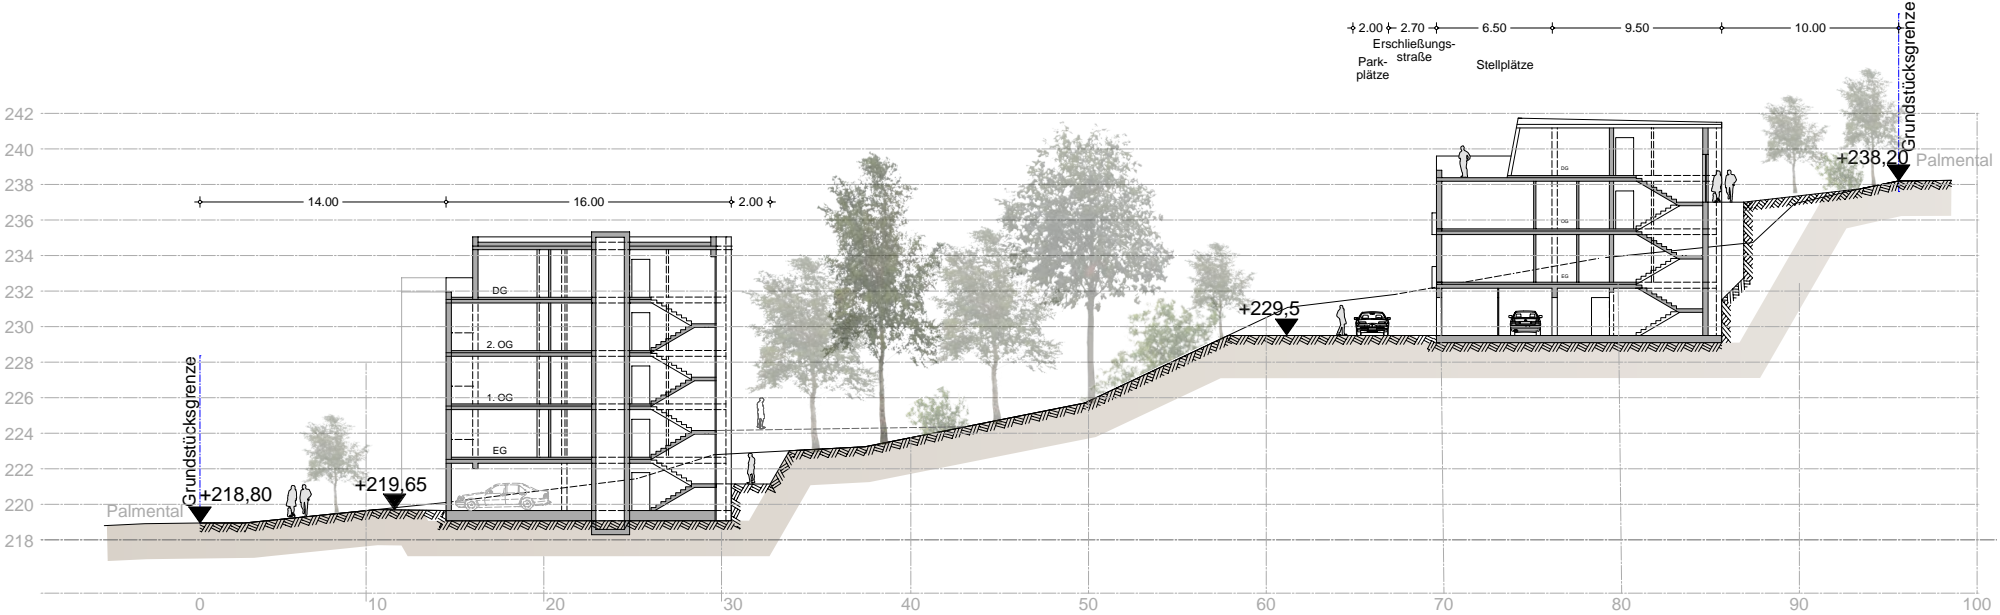 2.00 2.70 6.50 9.50 10.00
Erschließungs-
straße
Park-
plätze
Stellplätze
Grundstücksgrenze
242
240
238
236
234
232
230
228
226
224
222
220
218
+238,20
Palmental
14.00 16.00 2.00
DG
OG
EG
DG
2. OG
1. OG
EG
+229,5
Grundstücksgrenze
+218,80
+219,65
Palmental
0 10 20 30 40 50 60 70 80 90 100